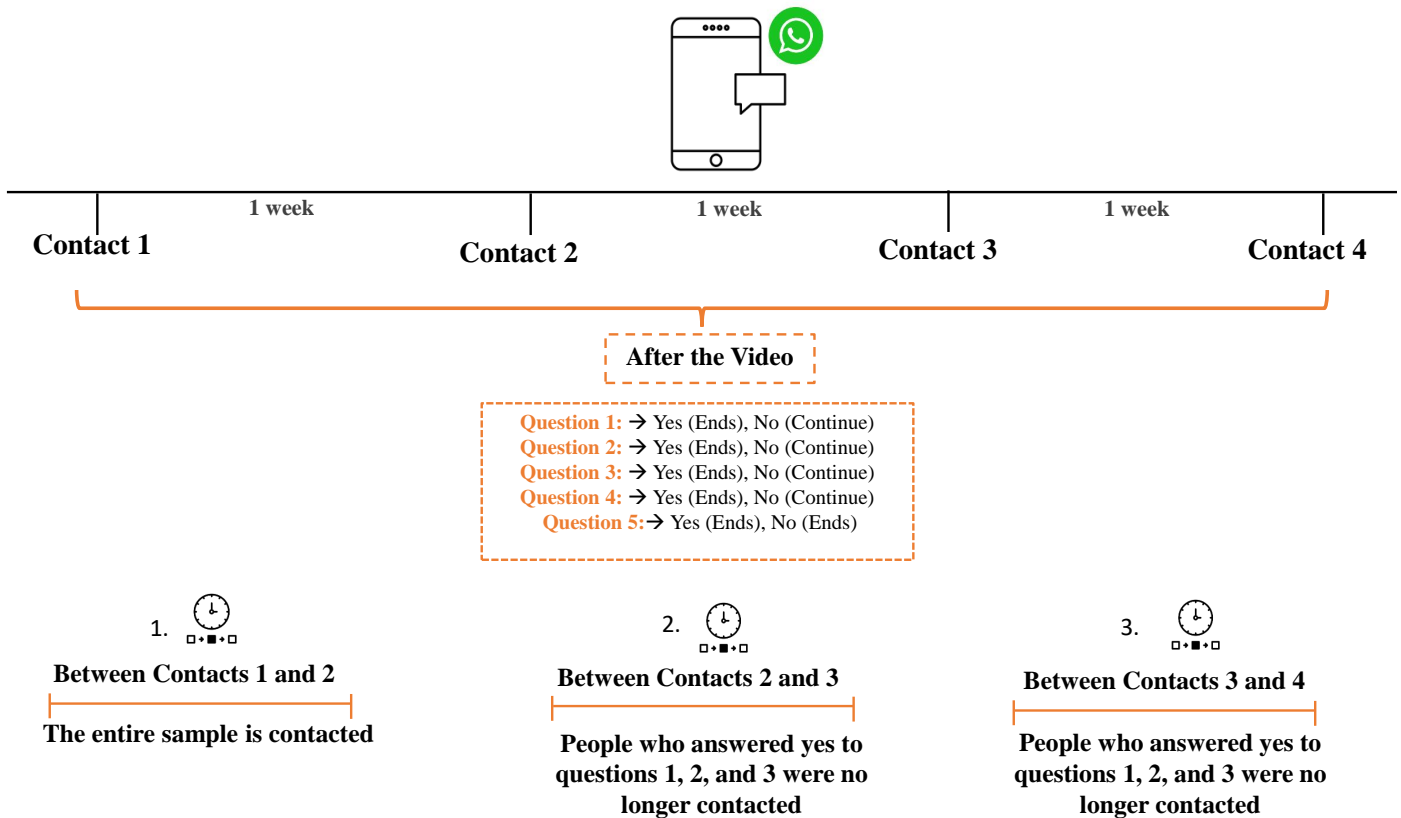 1 week
1 week
1 week
Contact 1
Contact 2
Contact 3
Contact 4
After the Video
Question 1: → Yes (Ends), No (Continue)
Question 2: → Yes (Ends), No (Continue)
Question 3: → Yes (Ends), No (Continue)
Question 4: → Yes (Ends), No (Continue)
Question 5:→ Yes (Ends), No (Ends)
1.
Between Contacts 1 and 2
The entire sample is contacted
2.
Between Contacts 2 and 3
People who answered yes to
questions 1, 2, and 3 were no
longer contacted
3.
Between Contacts 3 and 4
People who answered yes to
questions 1, 2, and 3 were no
longer contacted